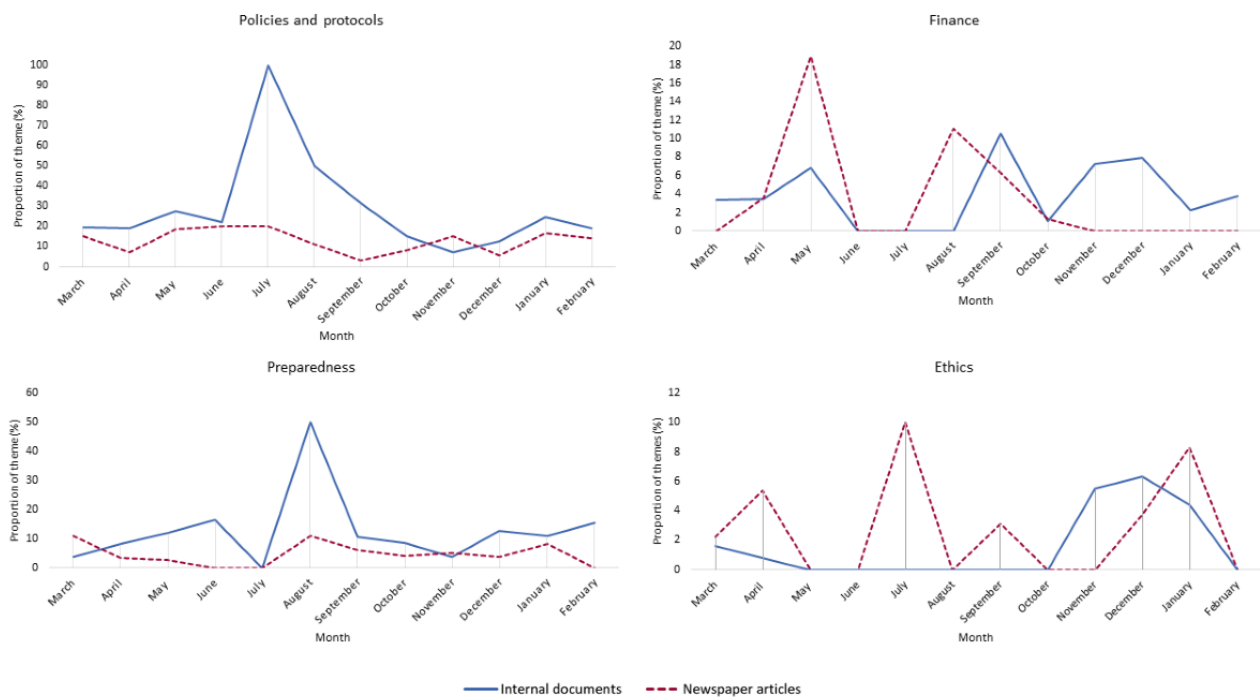 Policies and protocols
Proportion of theme (%)
100
90
80
70
60
50
40
30
20
10
0
March
April
May
June
July
August
September
October
November
December
January
February
Month
Finance
Proportion of theme (%)
20
18
16
14
12
10
8
6
4
2
0
March
April
May
June
July
August
September
October
November
December
January
February
Month
Preparedness
Proportion of theme (%)
60
50
40
30
20
10
0
March
April
May
June
July
August
September
October
November
December
January
February
Month
Ethics
Proportion of themes (%)
12
10
8
6
4
2
0
March
April
May
June
July
August
September
October
November
December
January
February
Month
Internal documents
Newspaper articles